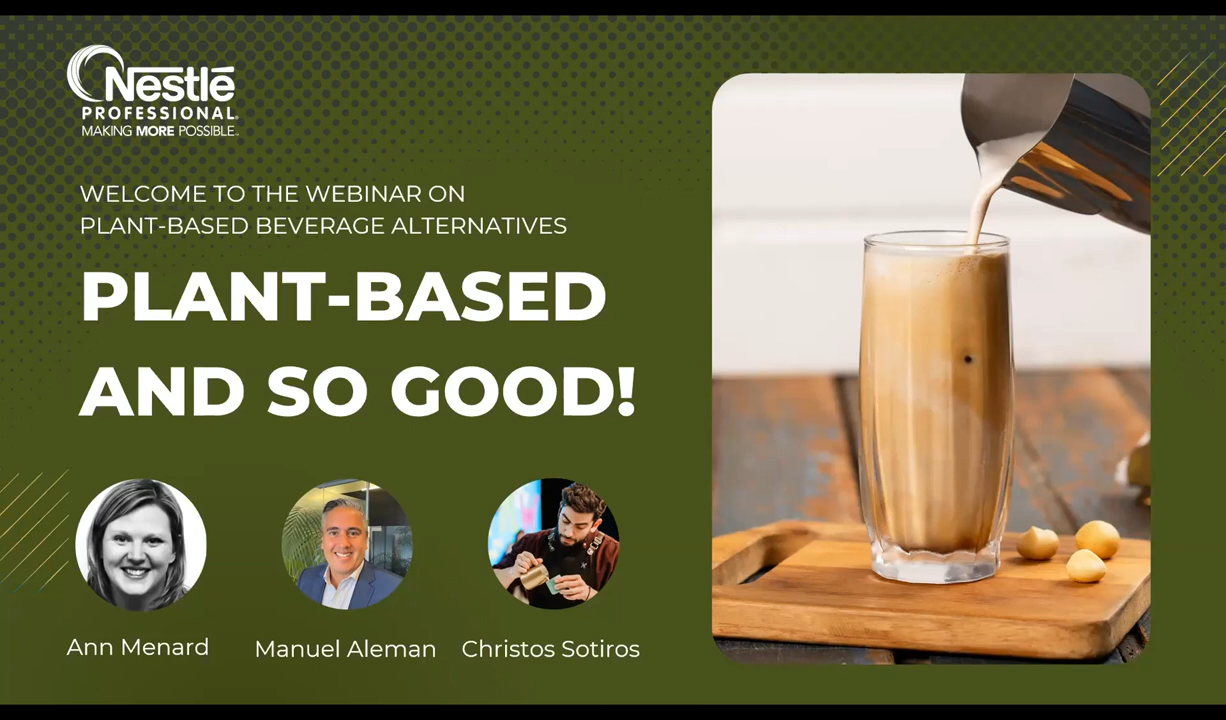 Nestlé
PROFESSIONAL
MAKING MORE POSSIBLE
WELCOME TO THE WEBINAR ON
PLANT-BASED BEVERAGE ALTERNATIVES
PLANT-BASED
AND SO GOOD!
Ann Menard
Manuel Aleman
Christos Sotiros